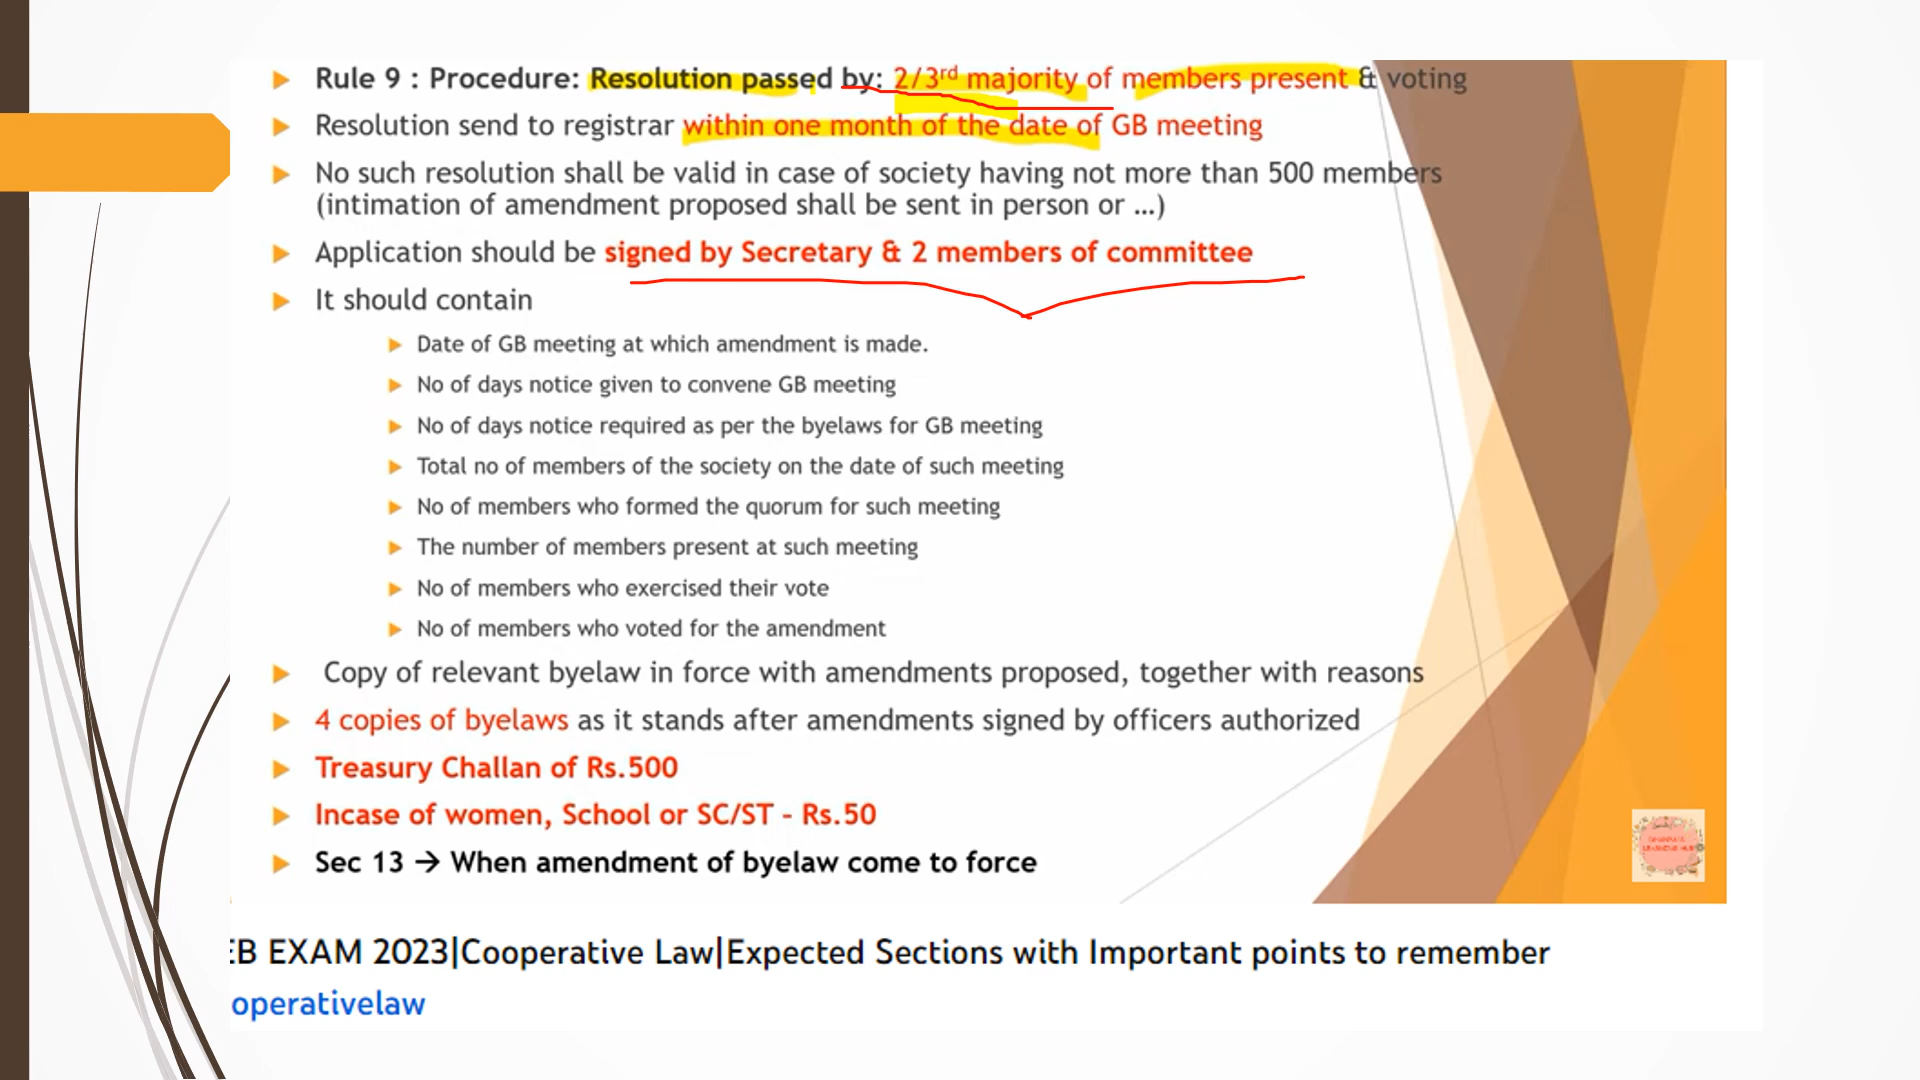 Rule 9 : Procedure: Resolution passed by: 2/3rd majority of members present & voting
Resolution send to registrar within one month of the date of GB meeting
No such resolution shall be valid in case of society having not more than 500 members
(intimation of amendment proposed shall be sent in person or …)
Application should be signed by Secretary & 2 members of committee
It should contain
Date of GB meeting at which amendment is made.
No of days notice given to convene GB meeting
No of days notice required as per the byelaws for GB meeting
Total no of members of the society on the date of such meeting
No of members who formed the quorum for such meeting
The number of members present at such meeting
No of members who exercised their vote
No of members who voted for the amendment
Copy of relevant byelaw in force with amendments proposed, together with reasons
4 copies of byelaws as it stands after amendments signed by officers authorized
Treasury Challan of Rs.500
Incase of women, School or SC/ST - Rs.50
Sec 13 → When amendment of byelaw come to force
EB EXAM 2023|Cooperative Law|Expected Sections with Important points to remember
operativelaw